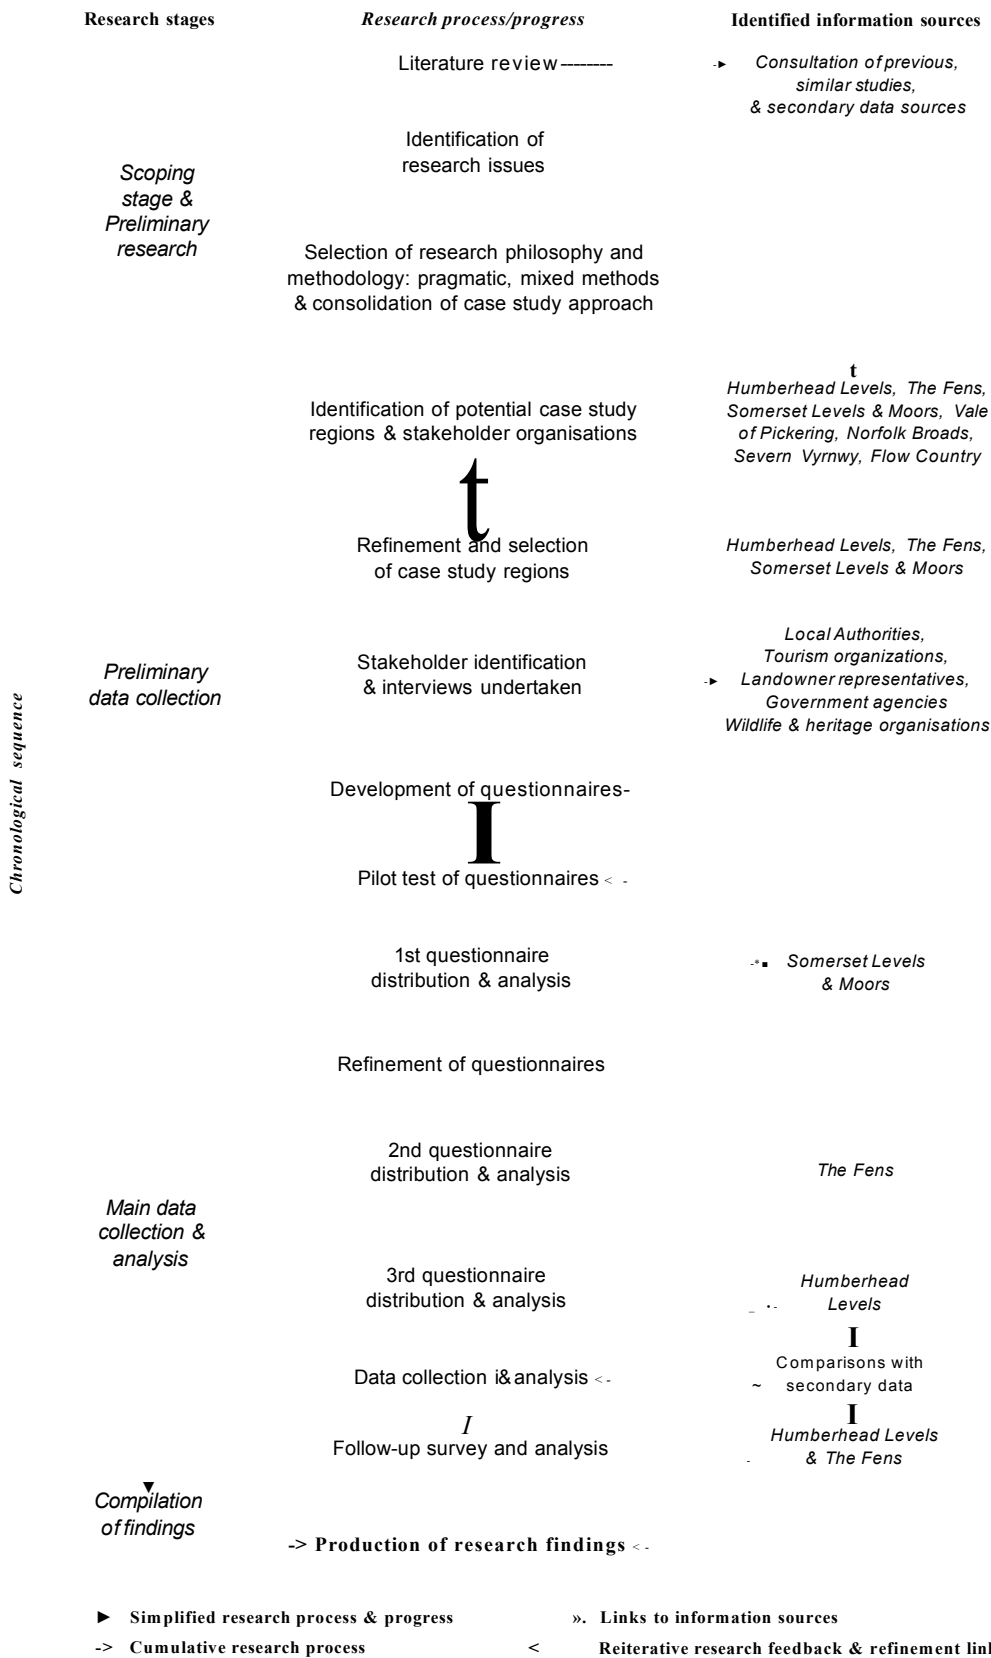 Research stages
Research process/progress
Identified information sources
Literature review--------
-► Consultation of previous,
similar studies,
& secondary data sources
Identification of
research issues
Scoping
stage &
Preliminary
research
Selection of research philosophy and
methodology: pragmatic, mixed methods
& consolidation of case study approach
t
Identification of potential case study
regions & stakeholder organisations
Humberhead Levels, The Fens,
Somerset Levels & Moors, Vale
of Pickering, Norfolk Broads,
Severn Vyrnwy, Flow Country
t
Refinement and selection
of case study regions
Humberhead Levels, The Fens,
Somerset Levels & Moors
Preliminary
data collection
Stakeholder identification
& interviews undertaken
Local Authorities,
Tourism organizations,
-► Landowner representatives,
Government agencies
Wildlife & heritage organisations
Chronological sequence
Development of questionnaires-
I
Pilot test of questionnaires < -
1st questionnaire
distribution & analysis
-*■ Somerset Levels
& Moors
Refinement of questionnaires
2nd questionnaire
distribution & analysis
The Fens
Main data
collection &
analysis
3rd questionnaire
distribution & analysis
Humberhead
_ •- Levels
I
Data collection i& analysis < -
Comparisons with
~ secondary data
I
I
Follow-up survey and analysis
Humberhead Levels
- & The Fens
▼
Compilation
of findings
-> Production of research findings < -
► Simplified research process & progress
». Links to information sources
-> Cumulative research process
< Reiterative research feedback & refinement linl